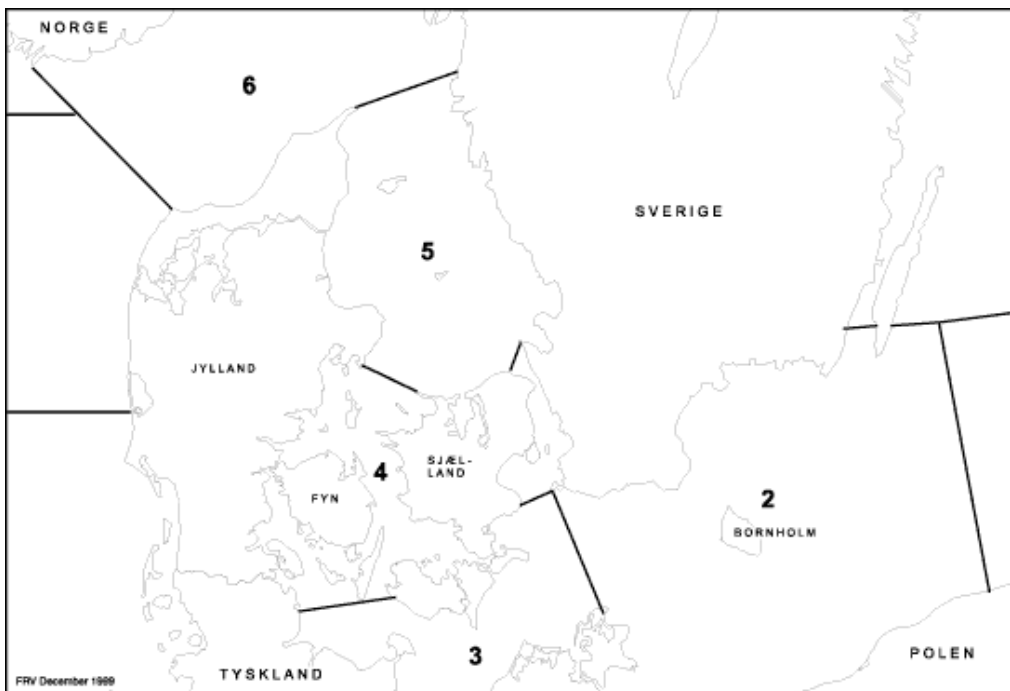 NORGE
6
SVERIGE
5
JYLLAND
SJÆL-
LAND
4
FYN
2
BORNHOLM
3
POLEN
TYSKLAND
FRV December 1999